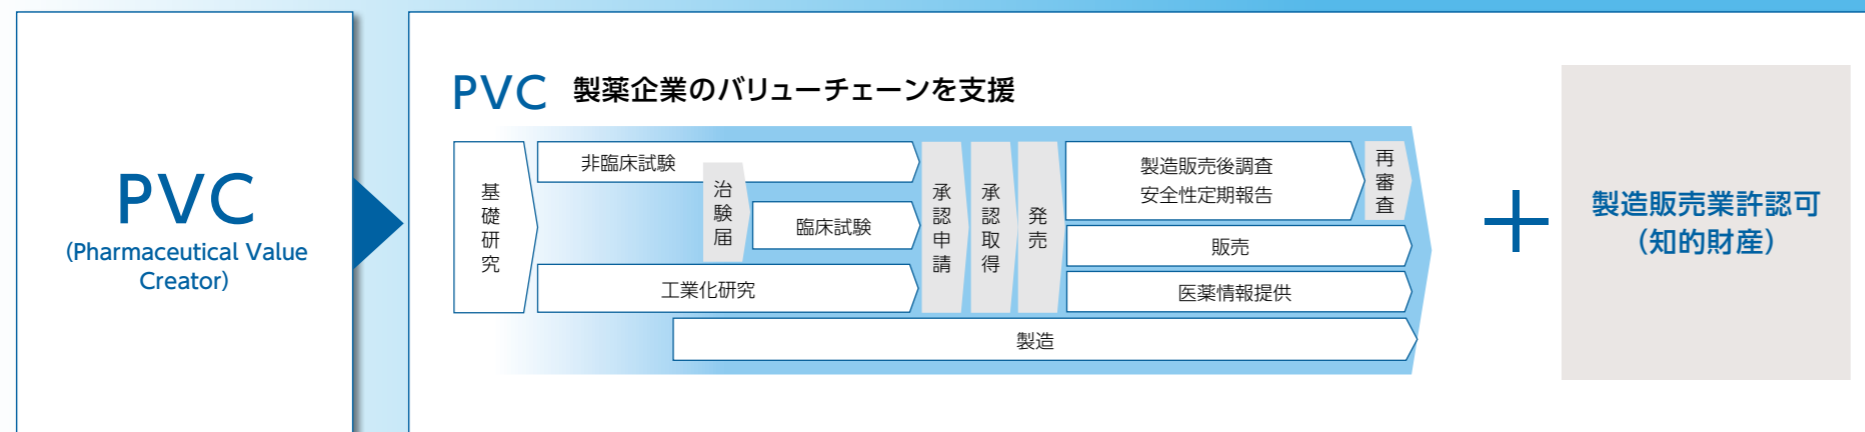 PVC
(Pharmaceutical Value
Creator)
PVC 製薬企業のバリューチェーンを支援
基礎研究
非臨床試験
治験届
臨床試験
工業化研究
承認申請
承認取得
発売
製造販売後調査
安全性定期報告
再審査
販売
医薬情報提供
製造
+
製造販売業許認可
(知的財産)